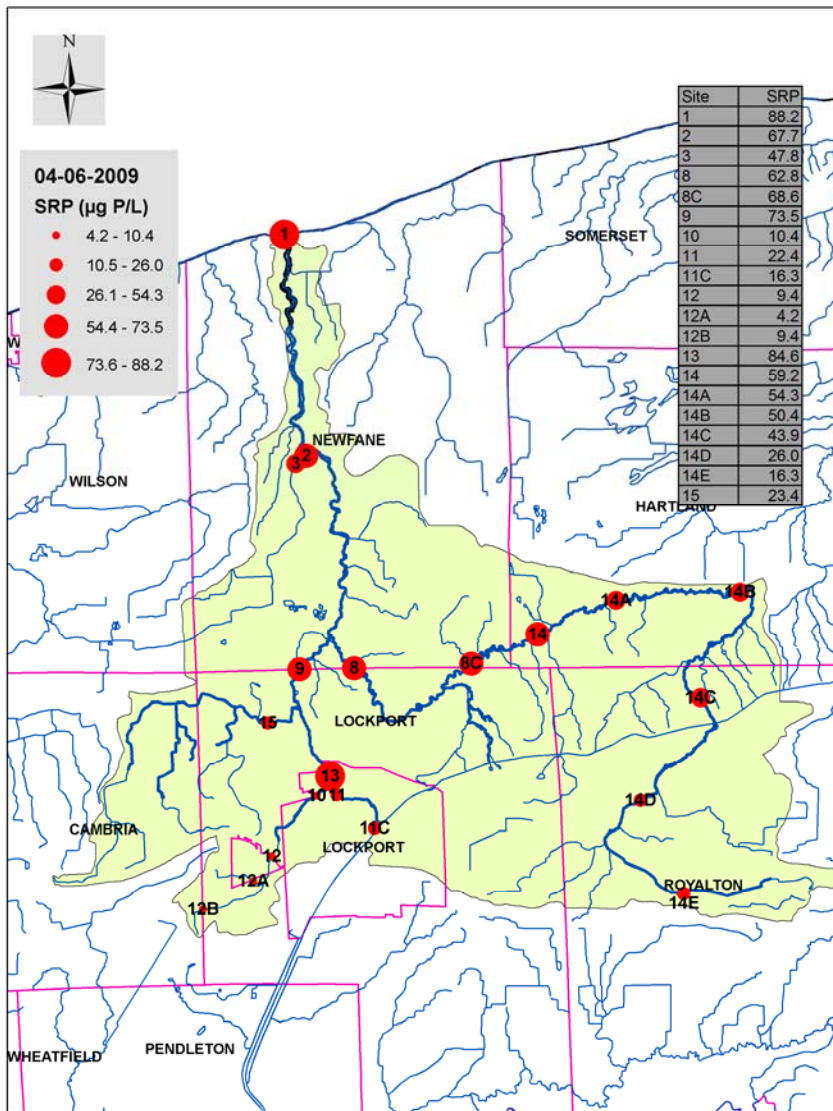 N
04-06-2009
SRP (µg P/L)
4.2 - 10.4
10.5 - 26.0
26.1 - 54.3
54.4 - 73.5
73.6 - 88.2
Site SRP
1 88.2
2 67.7
3 47.8
8 62.8
8C 68.6
9 73.5
10 10.4
11 22.4
11C 16.3
12 9.4
12A 4.2
12B 9.4
13 84.6
14 59.2
14A 54.3
14B 50.4
14C 43.9
14D 26.0
14E 16.3
15 23.4
1
SOMERSET
W
NEWFANE
2
3
WILSON
HARTLAND
14A
14B
14
8C
9
8
14C
15
LOCKPORT
13
10
11
14D
11C
CAMBRIA
LOCKPORT
12
12A
ROYALTON
14E
12B
WHEATFIELD
PENDLETON